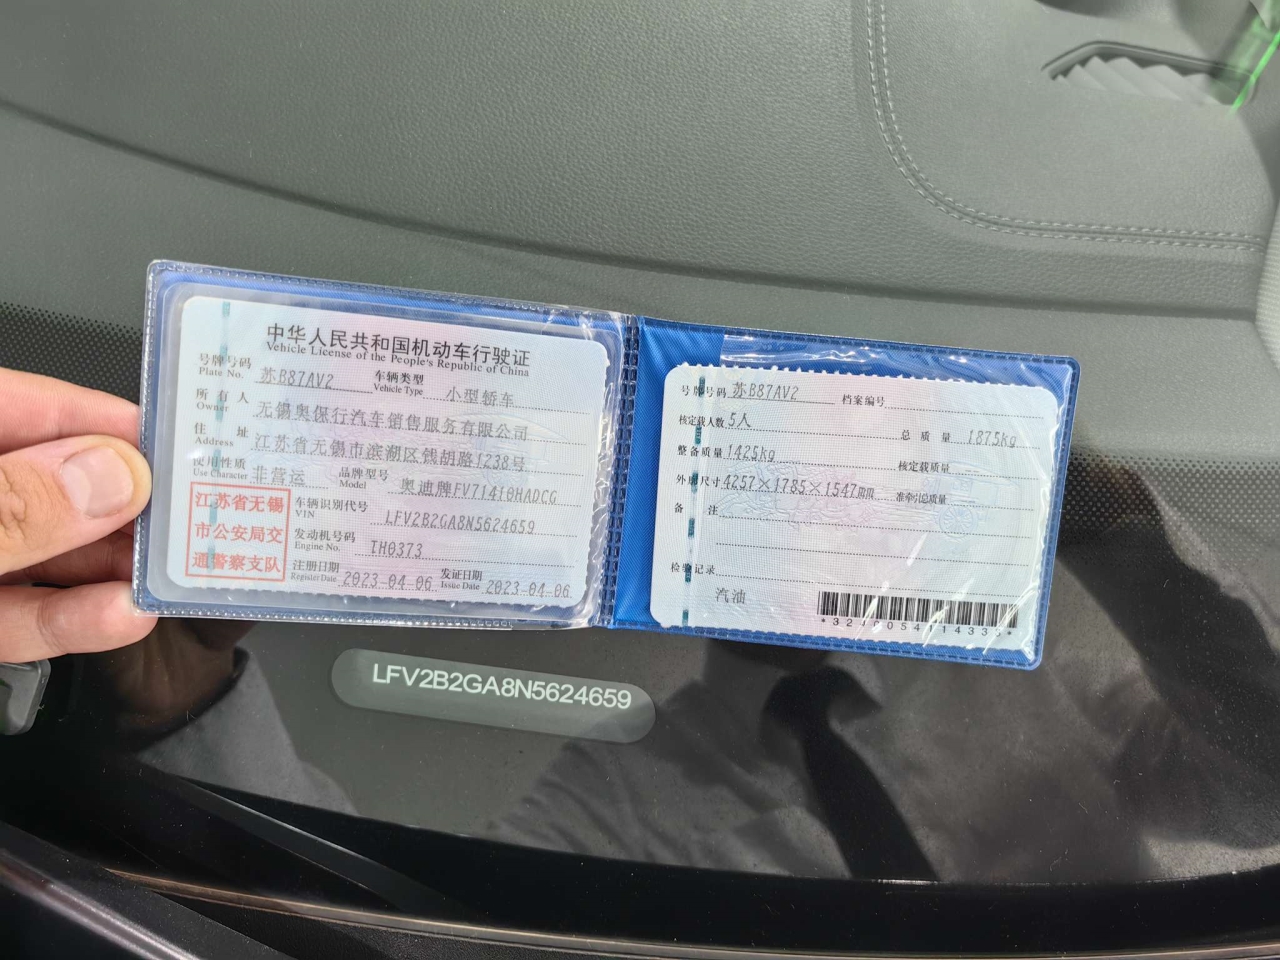 中华人民共和国机动车行驶证
Vehicle License of the People's Republic of China
号牌号码 苏B87AV2 车辆类型 小型轿车
Plate No. Vehicle Type
所有人 无锡奥保行汽车销售服务有限公司
Owner
住址 江苏省无锡市滨湖区钱胡路1238号
Address
使用性质 非营运 品牌型号 奥迪牌FV71410HADCG
Use Character Model
江苏省无锡
市公安局交
通警察支队
车辆识别代号 LFV2B2GA8N5624659
VIN
发动机号码 TH0373
Engine No.
注册日期 2023-04-06 发证日期 2023-04-06
Register Date Issue Date
号牌号码 苏B87AV2 档案编号
核定载人数 5人 总质量 1875kg
整备质量 1425kg 核定载质量 --
外廓尺寸 4257×1785×1547mm 准牵引总质量
备注
检验记录
汽油
LFV2B2GA8N5624659